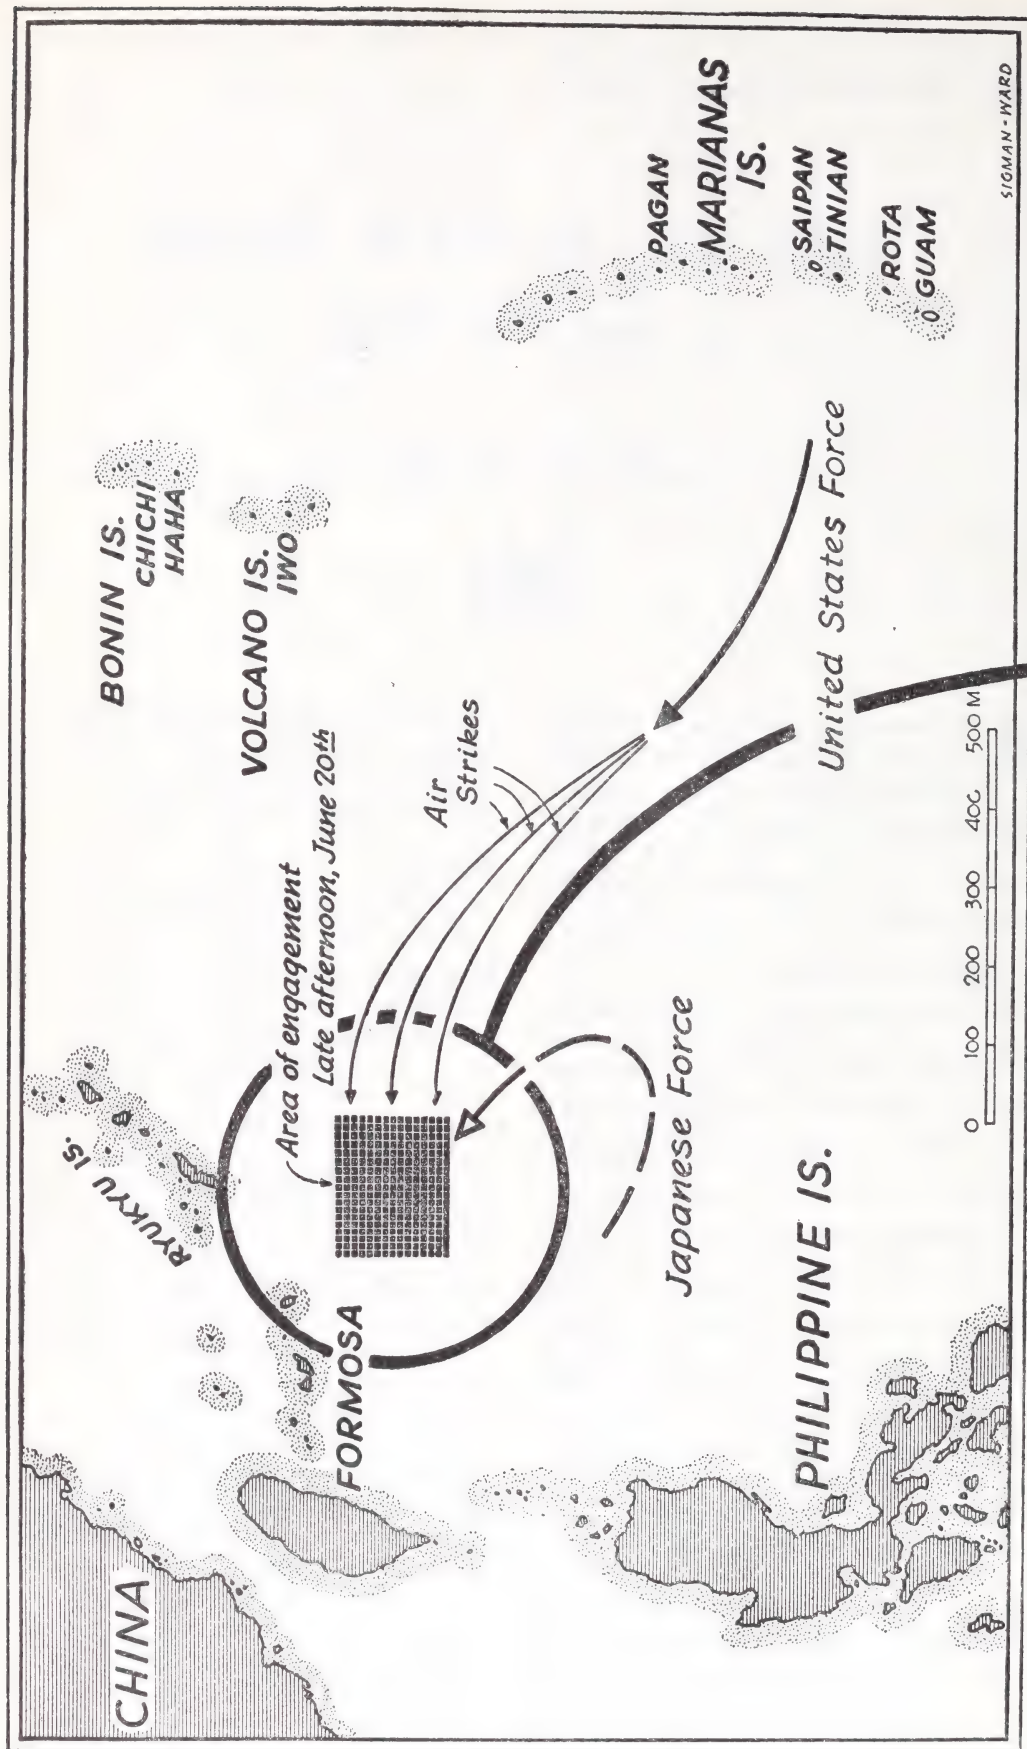 CHINA
RYUKYU IS.
FORMOSA
Area of engagement
Late afternoon, June 20th
BONIN IS.
CHICHI
HAHA
VOLCANO IS.
IWO
Air
Strikes
PAGAN
MARIANAS
IS.
SAIPAN
TINIAN
ROTA
GUAM
Japanese Force
United States Force
PHILIPPINE IS.
0 100 200 300 400 500 M
SIGMAN-WARD